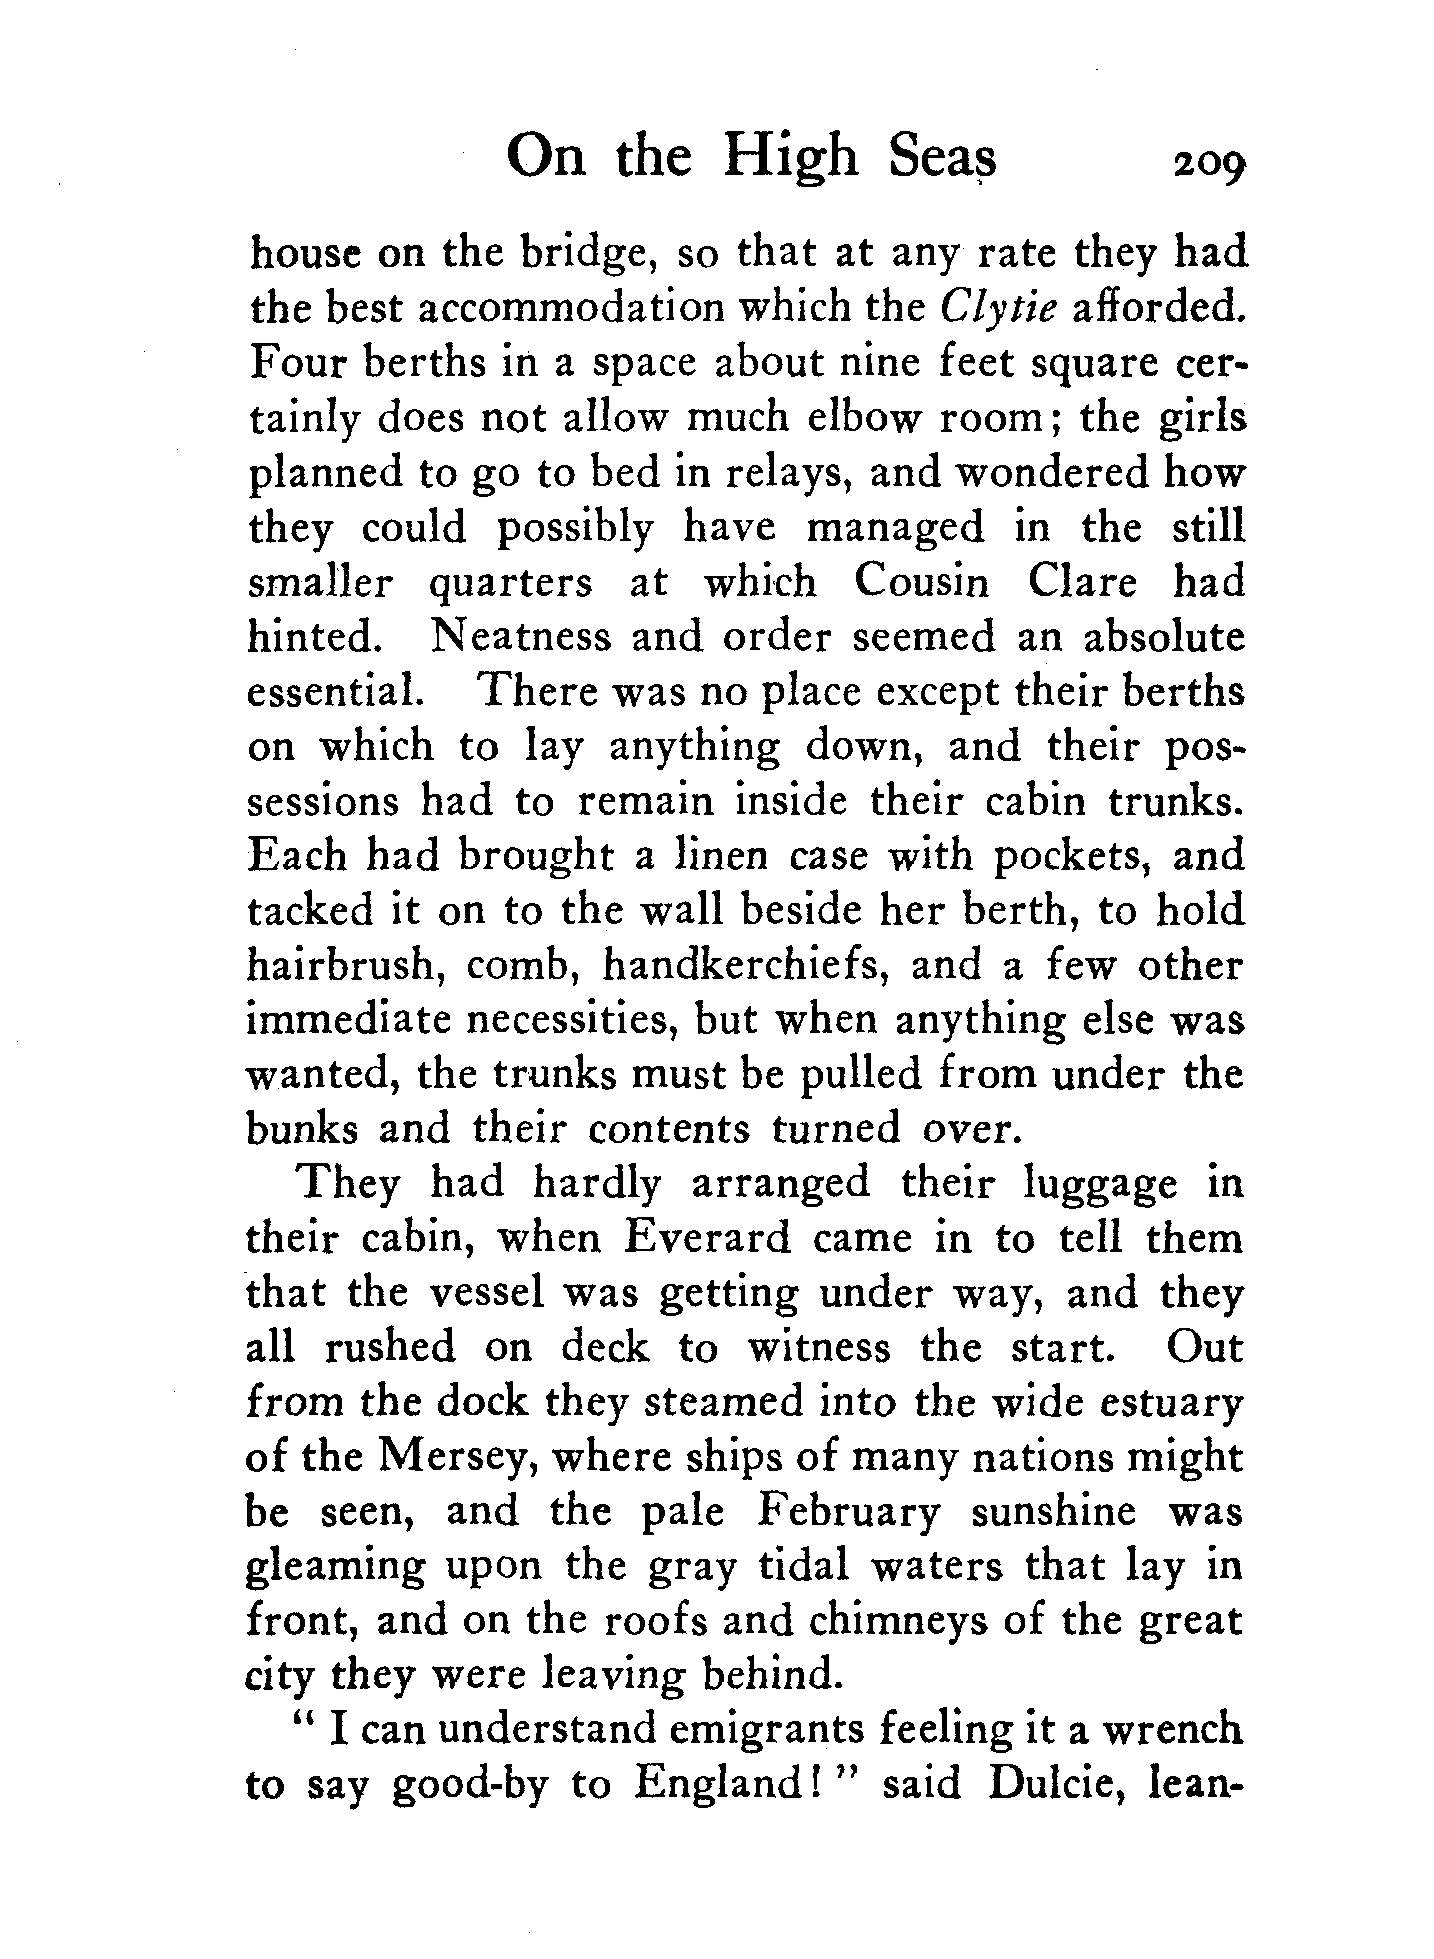 On the High Seas 209
house on the bridge, so that at any rate they had
the best accommodation which the Clytie afforded.
Four berths in a space about nine feet square cer-
tainly does not allow much elbow room; the girls
planned to go to bed in relays, and wondered how
they could possibly have managed in the still
smaller quarters at which Cousin Clare had
hinted. Neatness and order seemed an absolute
essential. There was no place except their berths
on which to lay anything down, and their pos-
sessions had to remain inside their cabin trunks.
Each had brought a linen case with pockets, and
tacked it on to the wall beside her berth, to hold
hairbrush, comb, handkerchiefs, and a few other
immediate necessities, but when anything else was
wanted, the trunks must be pulled from under the
bunks and their contents turned over.
They had hardly arranged their luggage in
their cabin, when Everard came in to tell them
that the vessel was getting under way, and they
all rushed on deck to witness the start. Out
from the dock they steamed into the wide estuary
of the Mersey, where ships of many nations might
be seen, and the pale February sunshine was
gleaming upon the gray tidal waters that lay in
front, and on the roofs and chimneys of the great
city they were leaving behind.
" I can understand emigrants feeling it a wrench
to say good-by to England! " said Dulcie, lean-